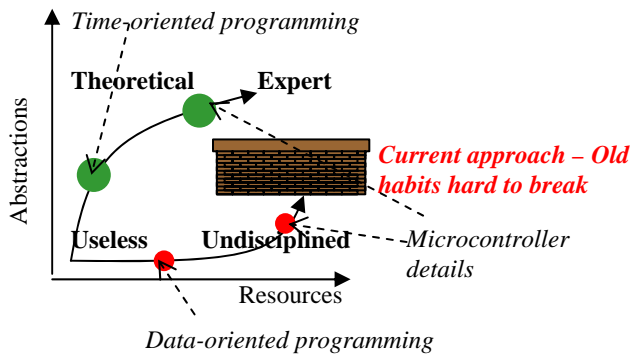 Time-oriented programming
Theoretical
Expert
Abstractions
Current approach – Old
habits hard to break
Useless
Undisciplined
Microcontroller
details
Resources
Data-oriented programming